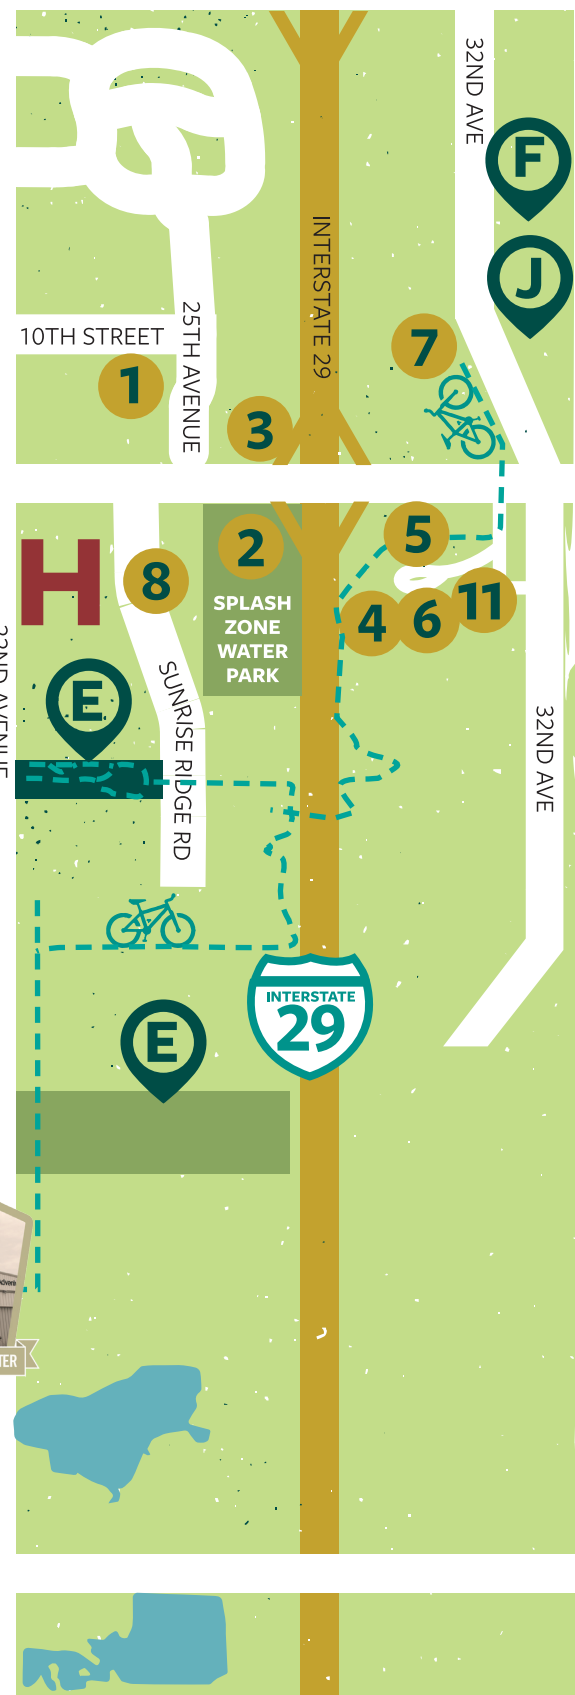 32ND AVE
F
J
INTERSTATE 29
10TH STREET
25TH AVENUE
7
1
3
5
2
SPLASH
ZONE
WATER
PARK
H
8
4
6
11
E
SUNRISE RIDGE RD
32ND AVE
INTERSTATE
29
E